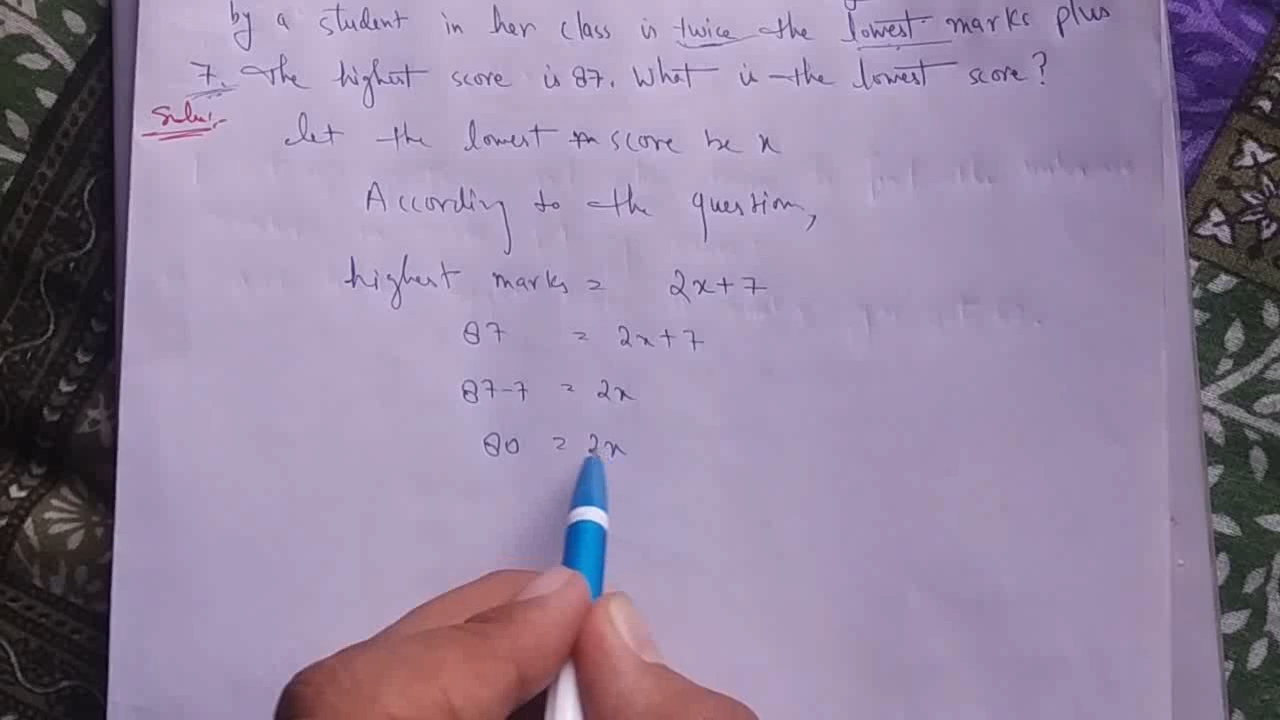 by a student in her class is twice the lowest marks plus
7. The highest score is 87. What is the lowest score?
Solu:
let the lowest score be x
According to the question,
highest marks = 2x+7
87 = 2x+7
87-7 = 2x
80 = 2x